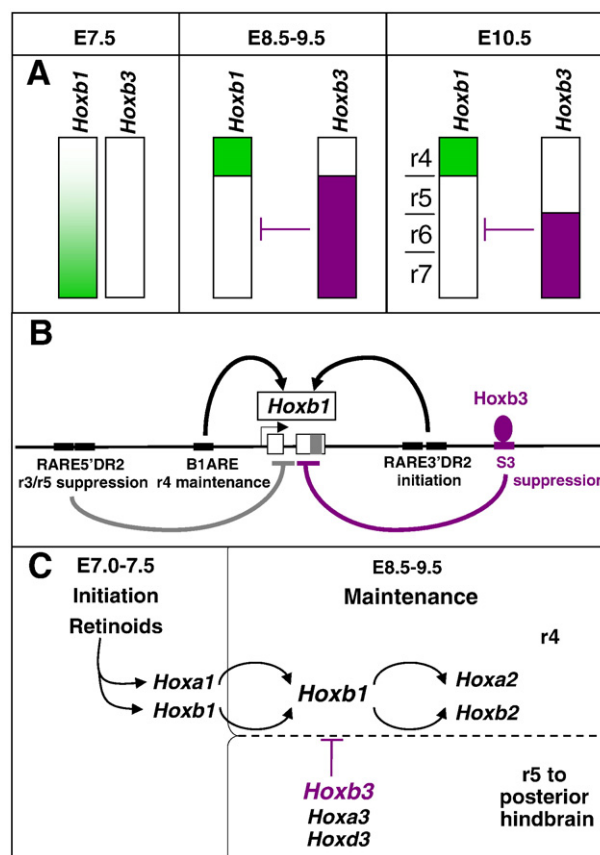 E7.5 E8.5-9.5 E10.5
A
Hoxb1 Hoxb3 Hoxb1 Hoxb3 Hoxb1 Hoxb3
r4
r5
r6
r7
B
Hoxb3
Hoxb1
RARE5'DR2 B1ARE RARE3'DR2 S3
r3/r5 suppression r4 maintenance initiation suppression
C
E7.0-7.5 E8.5-9.5
Initiation Maintenance
Retinoids r4
Hoxa1 Hoxa2
Hoxb1 Hoxb1 Hoxb2
Hoxb3 r5 to
Hoxa3 posterior
Hoxd3 hindbrain